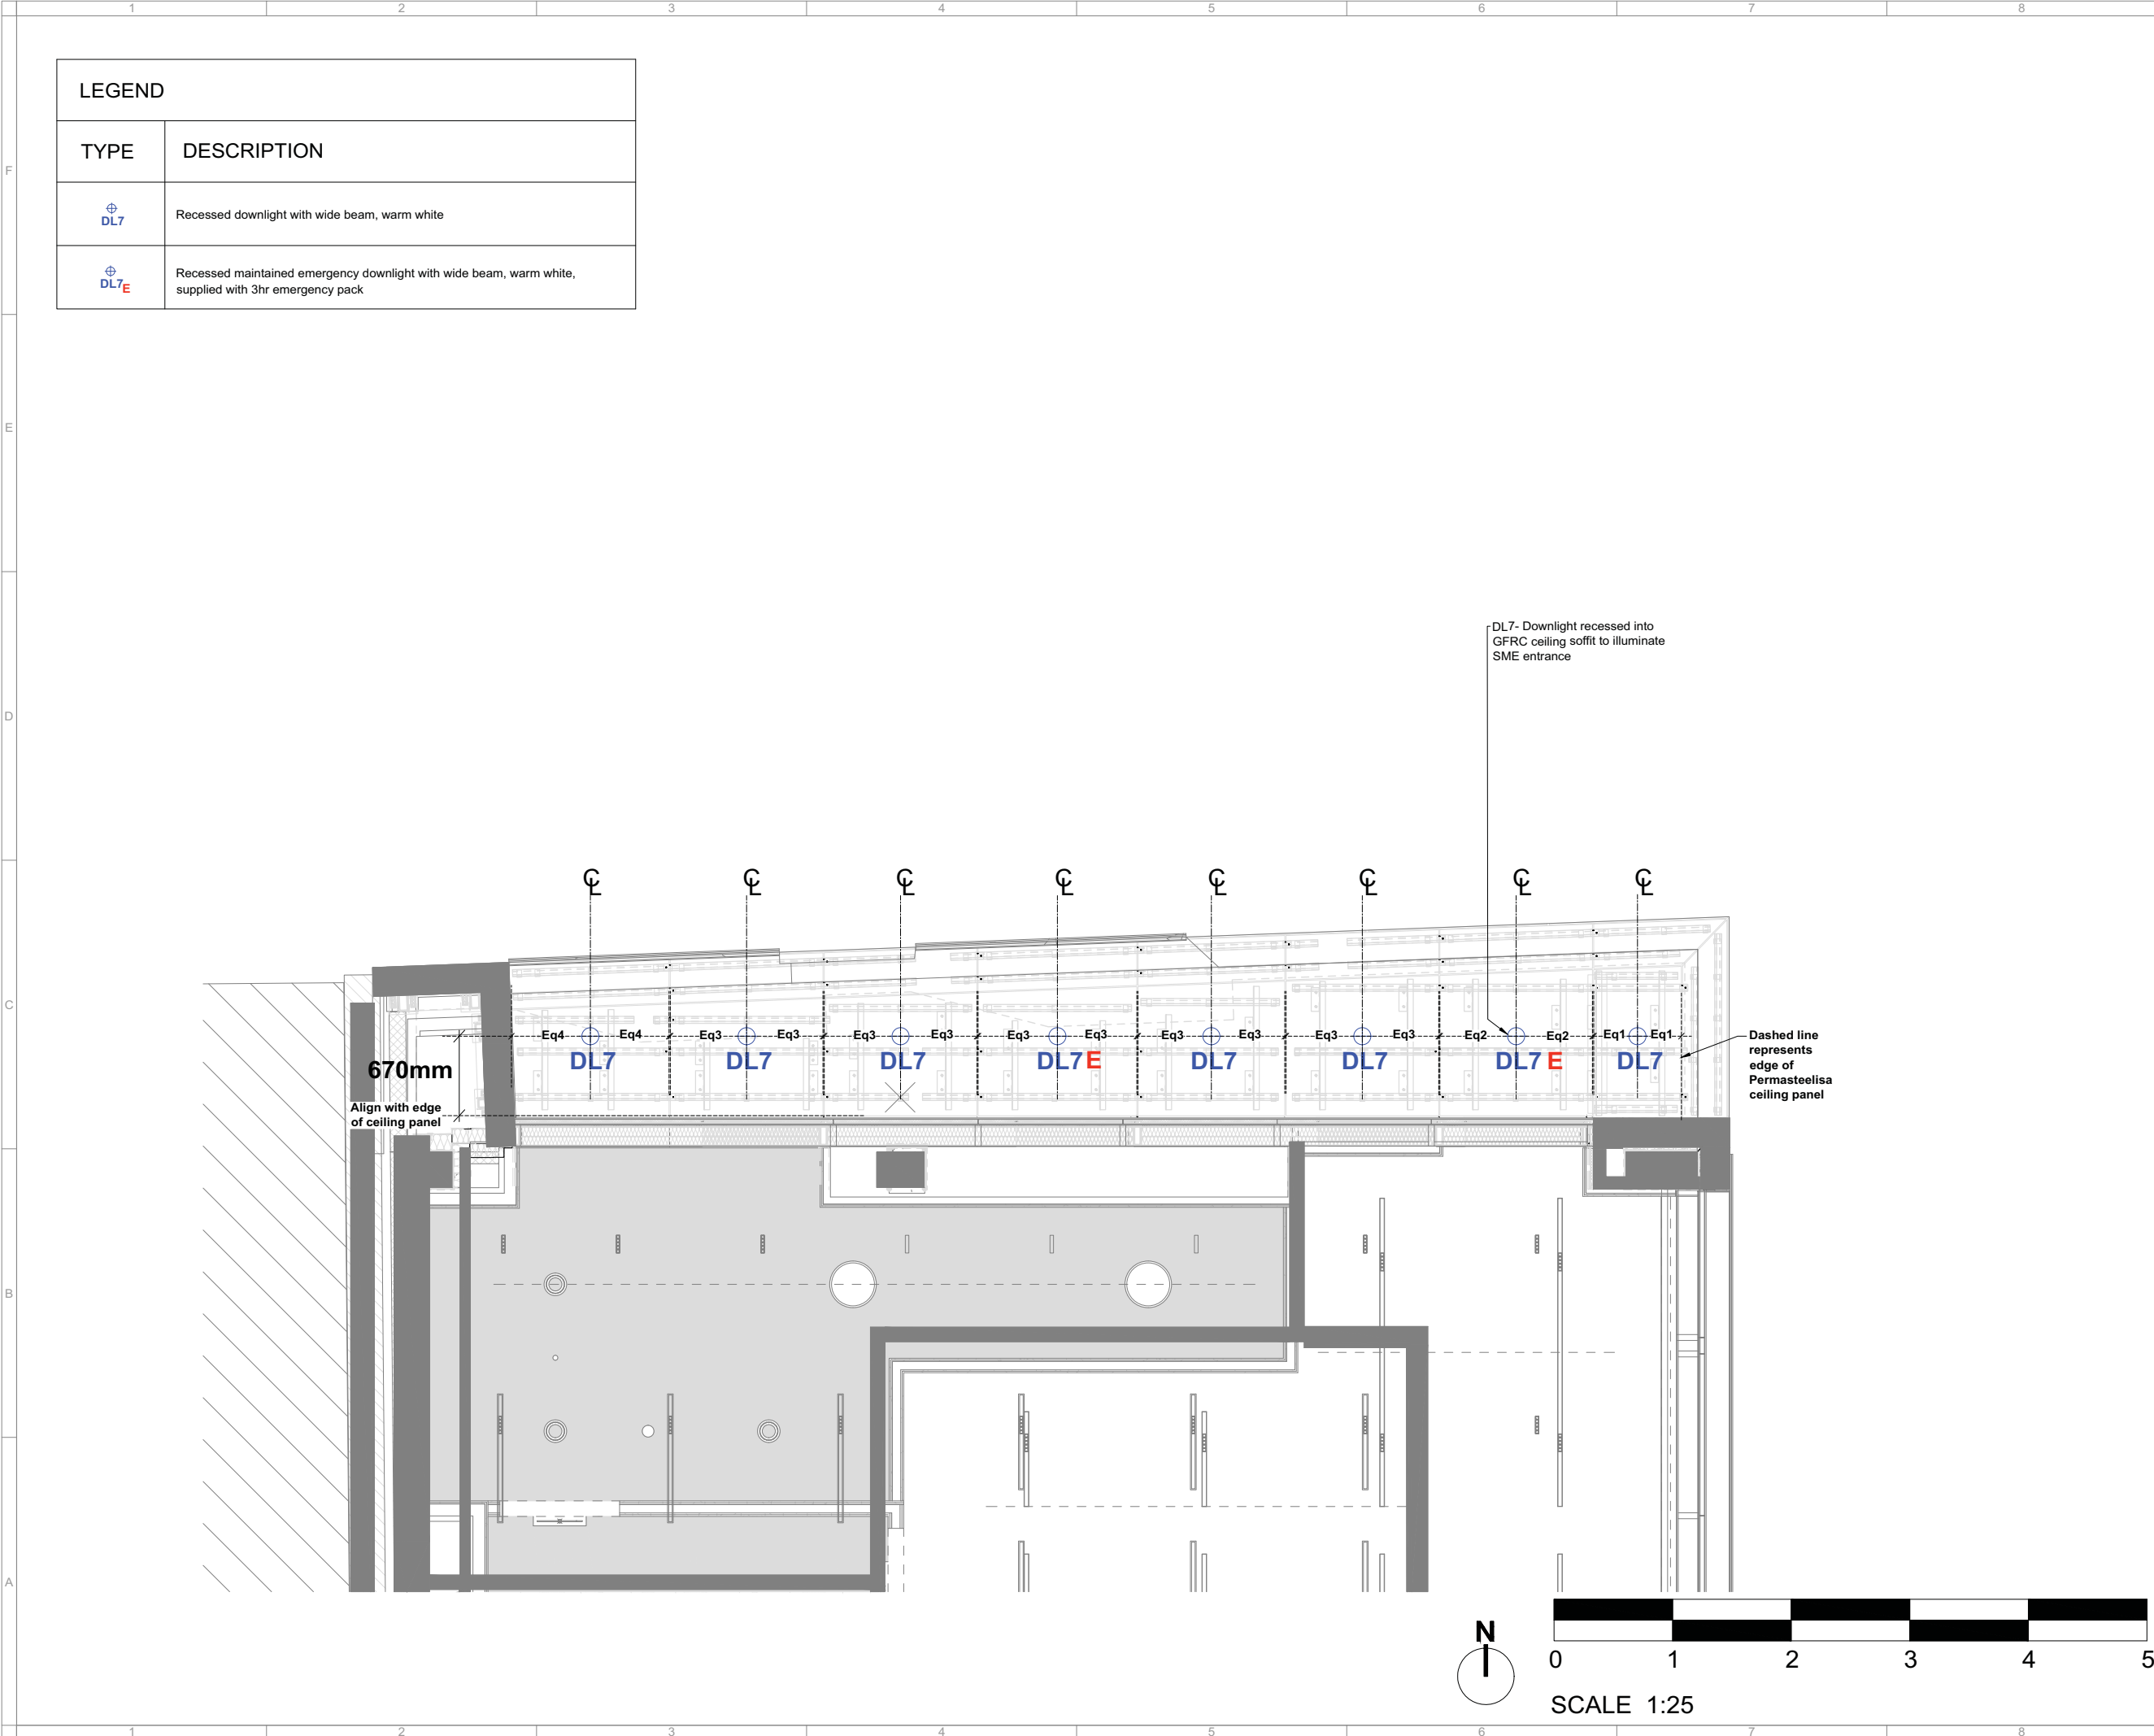 1 2 3 4 5 6 7 8
LEGEND
TYPE DESCRIPTION
DL7 Recessed downlight with wide beam, warm white
DL7E Recessed maintained emergency downlight with wide beam, warm white,
supplied with 3hr emergency pack
F
E
D
C
B
A
DL7- Downlight recessed into
GFRC ceiling soffit to illuminate
SME entrance
CL CL CL CL CL CL CL CL
Eq4 Eq4 Eq3 Eq3 Eq3 Eq3 Eq3 Eq3 Eq3 Eq3 Eq3 Eq3 Eq2 Eq2 Eq1 Eq1
DL7 DL7 DL7 DL7 E DL7 DL7 DL7 E DL7
670mm
Align with edge
of ceiling panel
Dashed line
represents
edge of
Permasteelisa
ceiling panel
N
0 1 2 3 4 5
SCALE 1:25
1 2 3 4 5 6 7 8